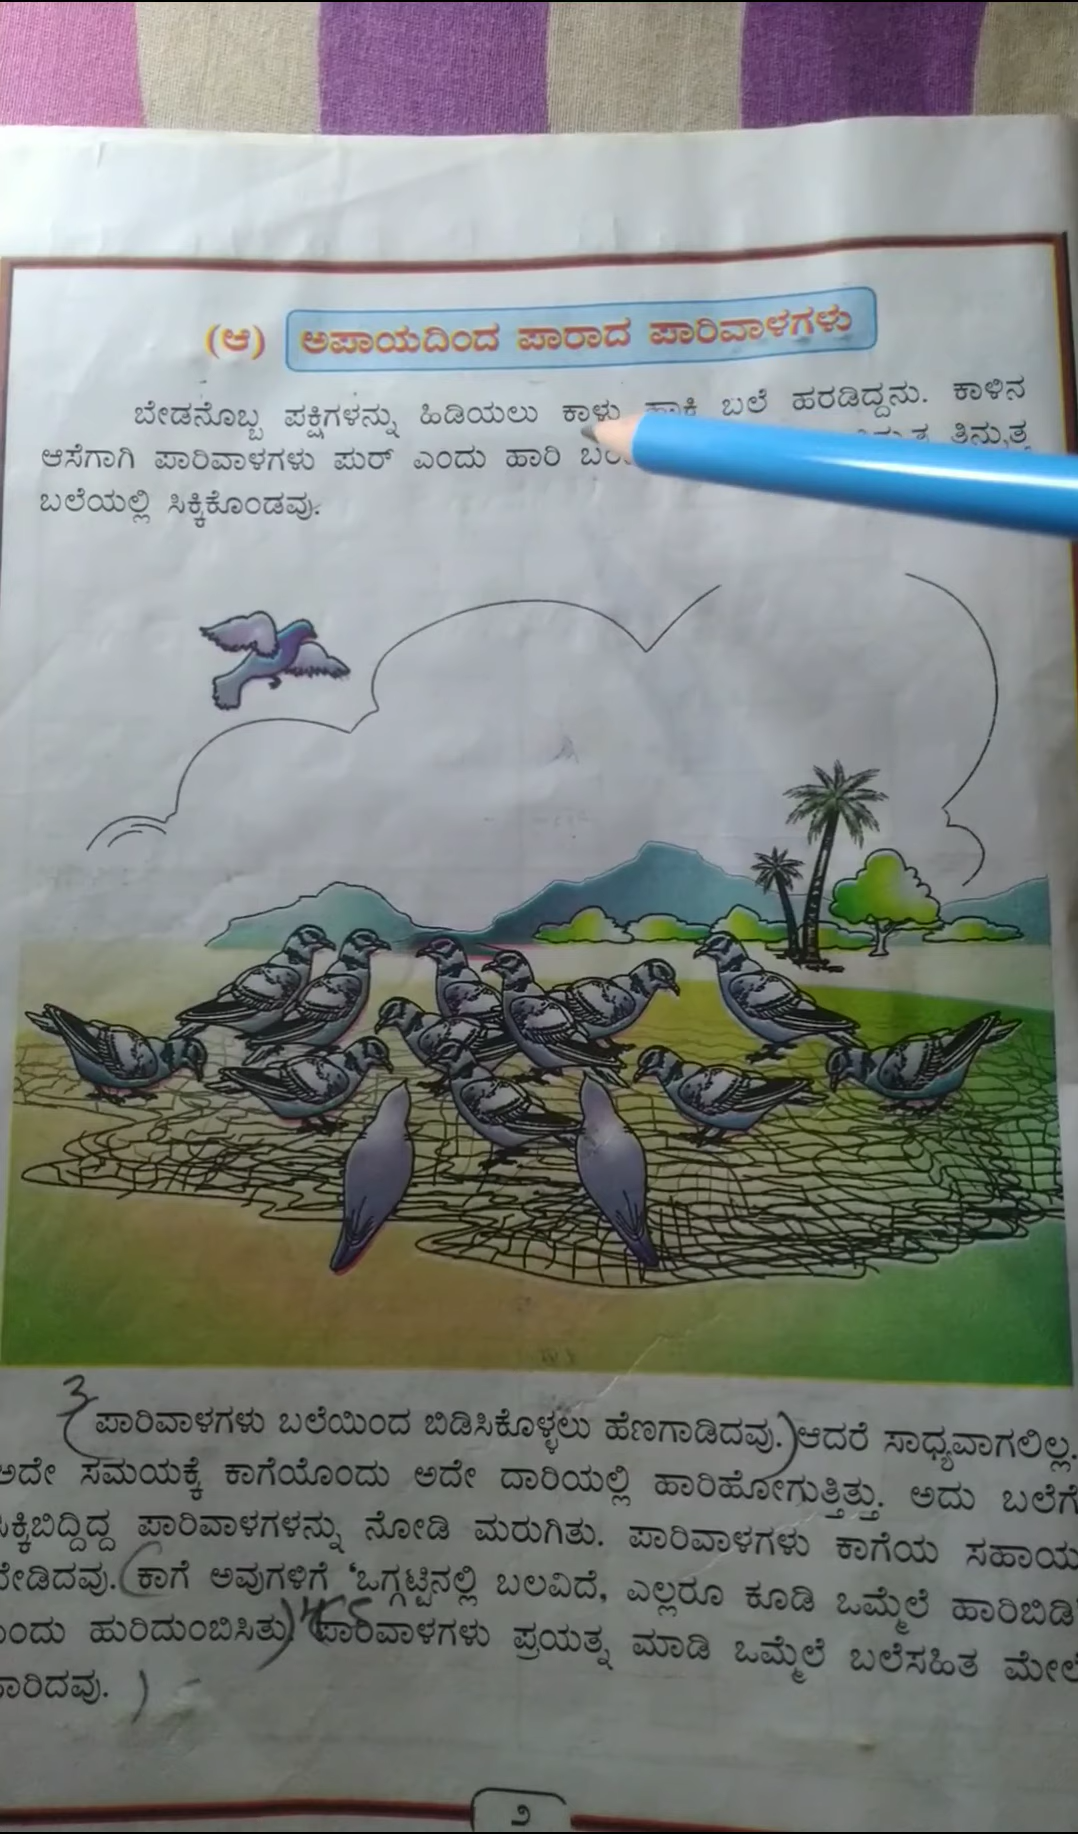 (ಆ) ಅಪಾಯದಿಂದ ಪಾರಾದ ಪಾರಿವಾಳಗಳು
ಬೇಡನೊಬ್ಬ ಪಕ್ಷಿಗಳನ್ನು ಹಿಡಿಯಲು ಕಾಳು ಹಾಕಿ ಬಲೆ ಹರಡಿದ್ದನು. ಕಾಳಿನ
ಆಸೆಗಾಗಿ ಪಾರಿವಾಳಗಳು ಪುರ್ ಎಂದು ಹಾರಿ ತಿನ್ನುತ್ತ
ಬಲೆಯಲ್ಲಿ ಸಿಕ್ಕಿಕೊಂಡವು.
3
(ಪಾರಿವಾಳಗಳು ಬಲೆಯಿಂದ ಬಿಡಿಸಿಕೊಳ್ಳಲು ಹೆಣಗಾಡಿದವು.) ಆದರೆ ಸಾಧ್ಯವಾಗಲಿಲ್ಲ.
ಅದೇ ಸಮಯಕ್ಕೆ ಕಾಗೆಯೊಂದು ಅದೇ ದಾರಿಯಲ್ಲಿ ಹಾರಿಹೋಗುತ್ತಿತ್ತು. ಅದು ಬಲೆಗೆ
ಪಾರಿವಾಳಗಳನ್ನು ನೋಡಿ ಮರುಗಿತು. ಪಾರಿವಾಳಗಳು ಕಾಗೆಯ ಸಹಾಯ
(ಕಾಗೆ ಅವುಗಳಿಗೆ 'ಒಗ್ಗಟ್ಟಿನಲ್ಲಿ ಬಲವಿದೆ, ಎಲ್ಲರೂ ಕೂಡಿ ಒಮ್ಮೆಲೆ ಹಾರಿಬಿಡಿ'
ಹುರಿದುಂಬಿಸಿತು) ಪಾರಿವಾಳಗಳು ಪ್ರಯತ್ನ ಮಾಡಿ ಒಮ್ಮೆಲೆ ಬಲೆಸಹಿತ ಮೇಲೆ
೨